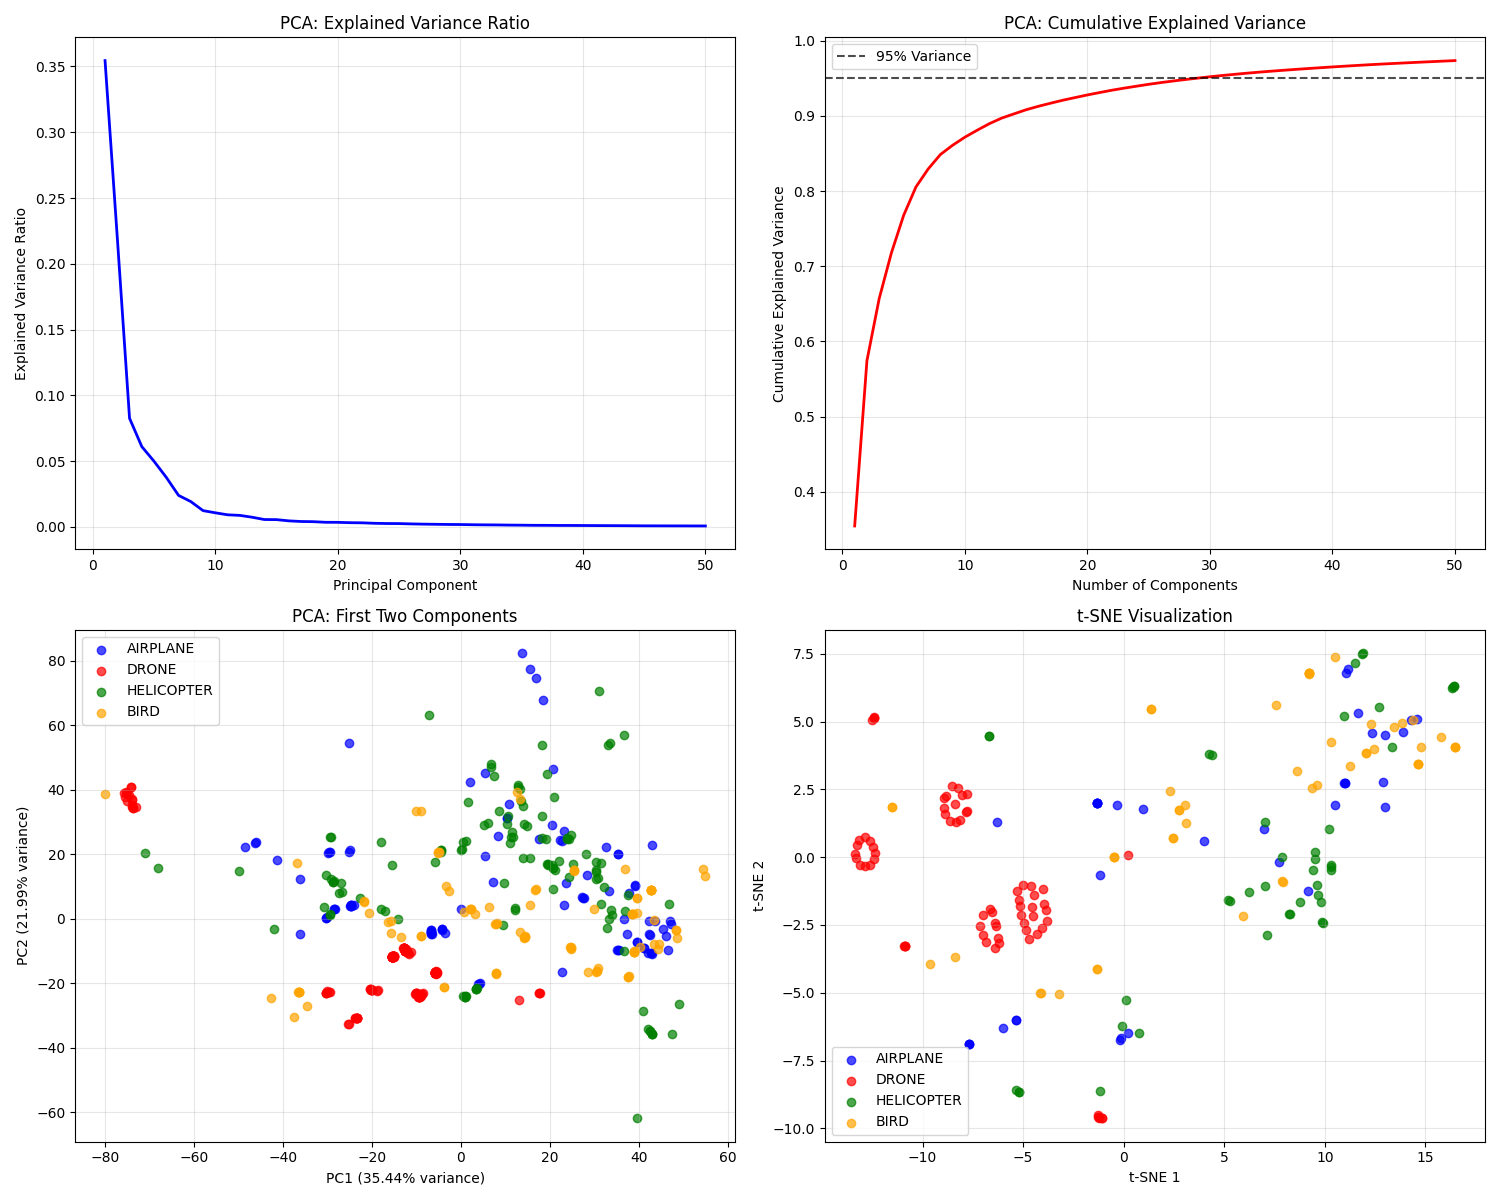 PCA: Explained Variance Ratio
Explained Variance Ratio
0.35
0.30
0.25
0.20
0.15
0.10
0.05
0.00
0 10 20 30 40 50
Principal Component
PCA: Cumulative Explained Variance
Cumulative Explained Variance
95% Variance
1.0
0.9
0.8
0.7
0.6
0.5
0.4
0 10 20 30 40 50
Number of Components
PCA: First Two Components
PC2 (21.99% variance)
AIRPLANE
DRONE
HELICOPTER
BIRD
80
60
40
20
0
−20
−40
−60
−80 −60 −40 −20 0 20 40 60
PC1 (35.44% variance)
t-SNE Visualization
t-SNE 2
7.5
5.0
2.5
0.0
−2.5
−5.0
−7.5
−10.0
AIRPLANE
DRONE
HELICOPTER
BIRD
−10 −5 0 5 10 15
t-SNE 1